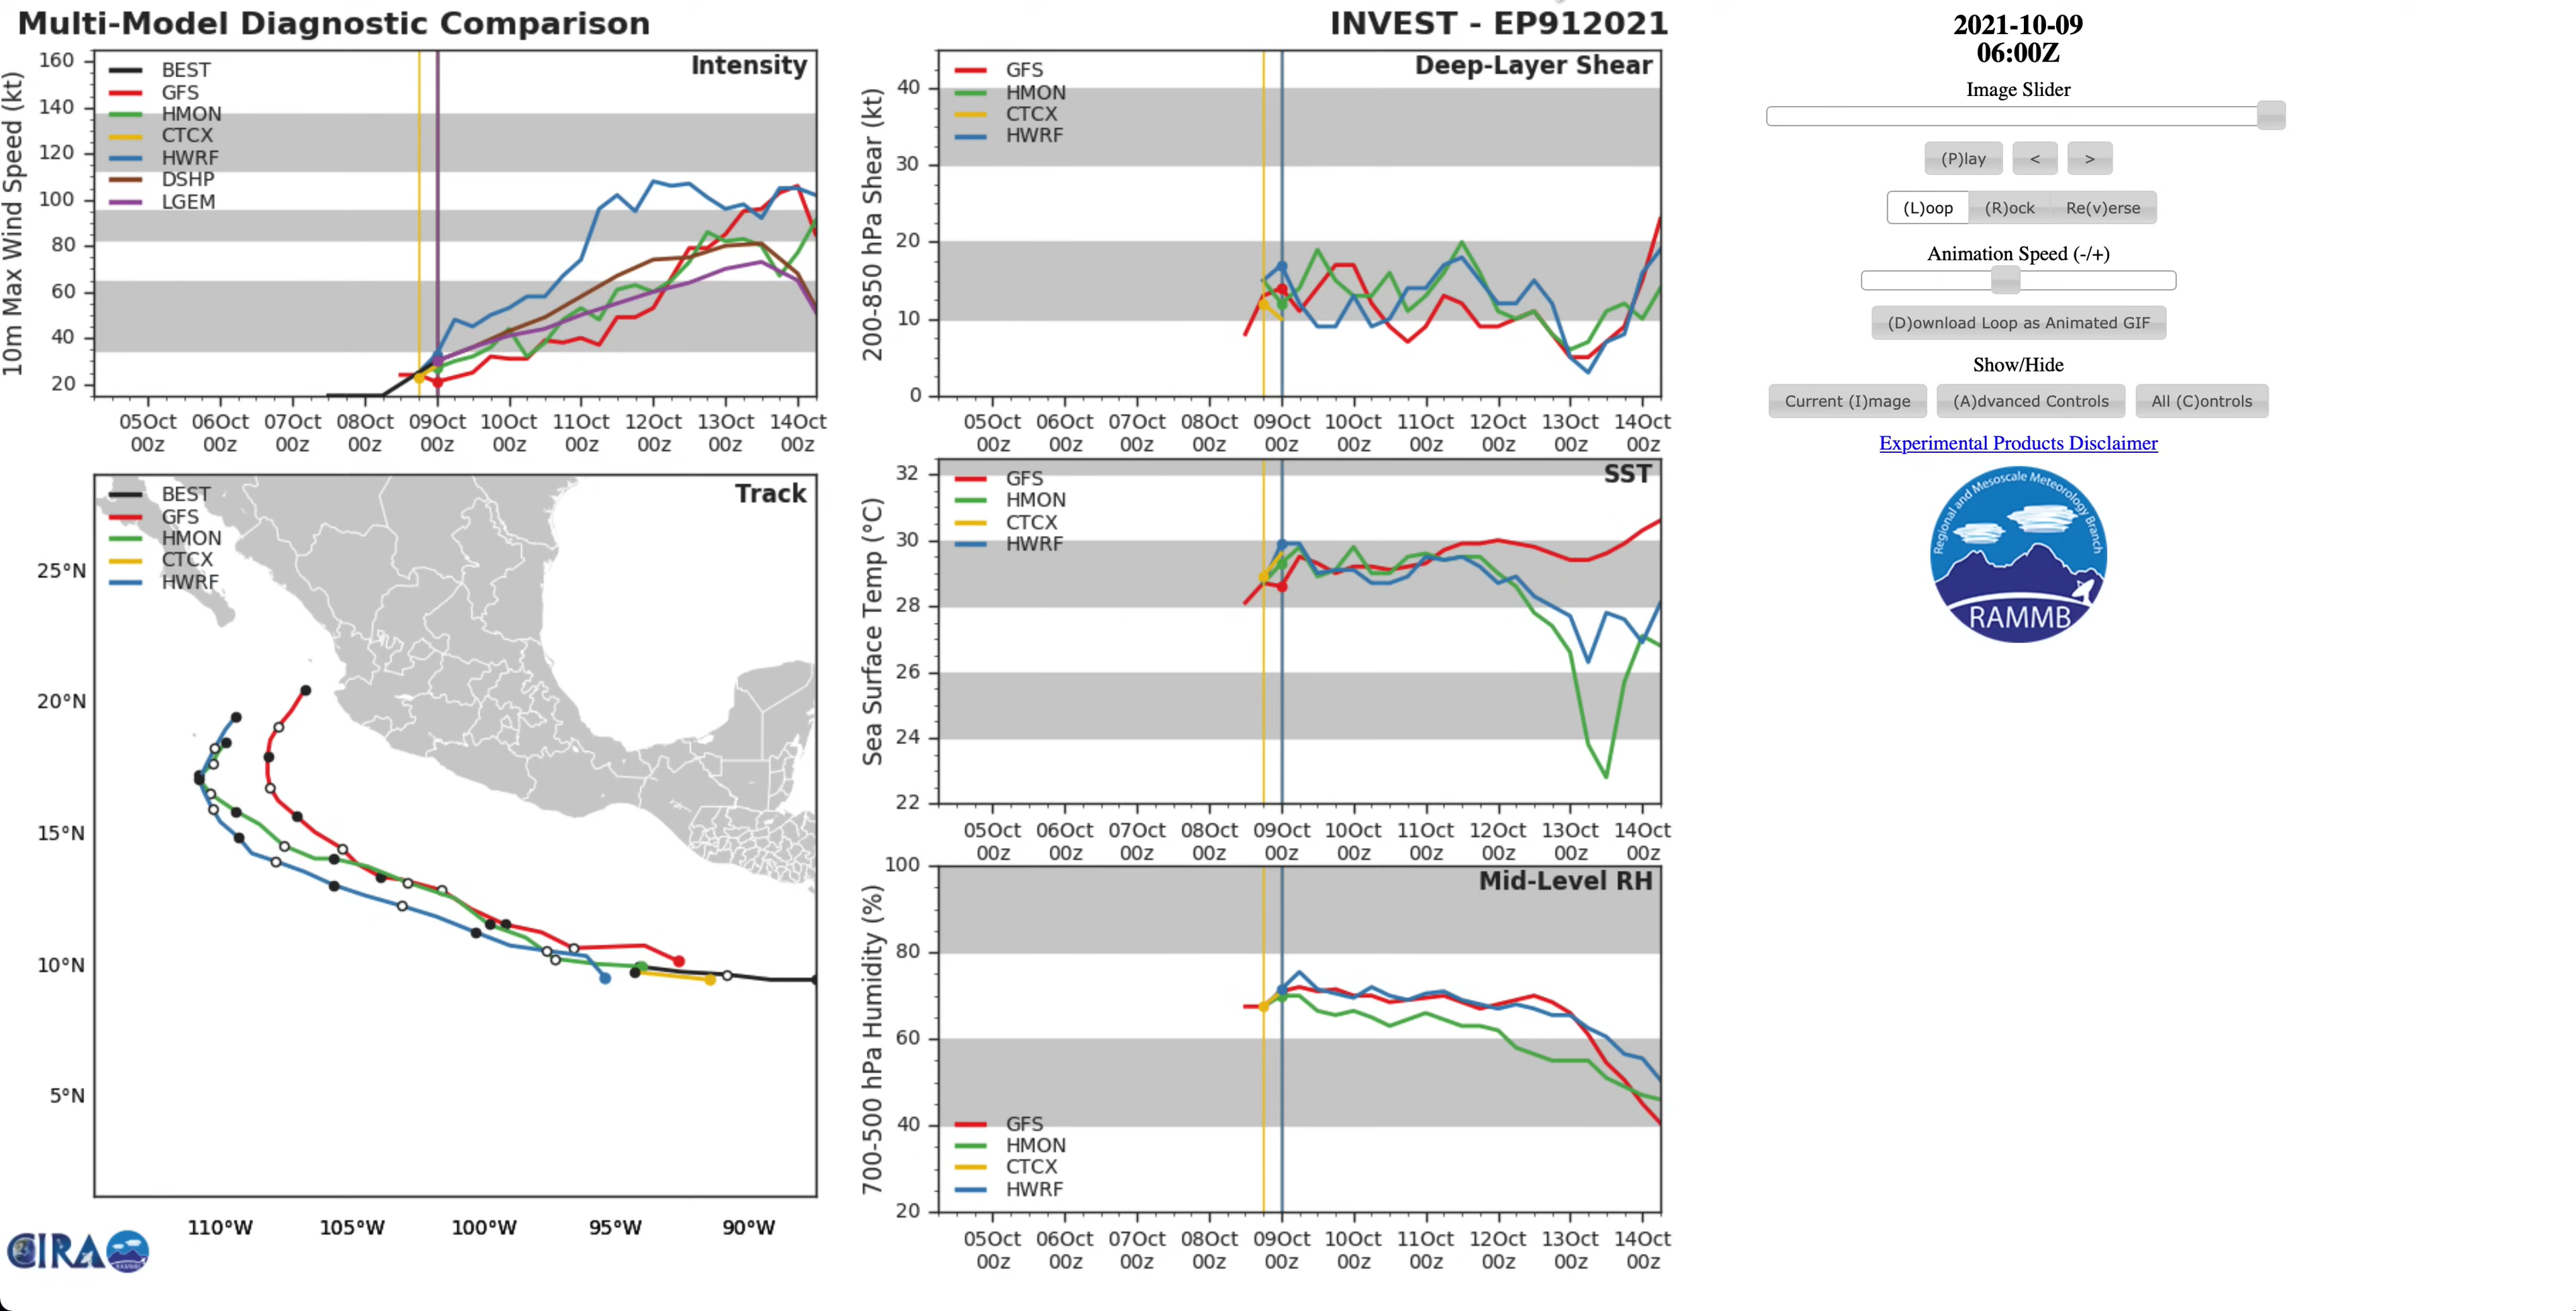 Multi-Model Diagnostic Comparison
INVEST - EP912021
Intensity
10m Max Wind Speed (kt)
160
140
120
100
80
60
40
20
BEST
GFS
HMON
CTCX
HWRF
DSHP
LGEM
05Oct 06Oct 07Oct 08Oct 09Oct 10Oct 11Oct 12Oct 13Oct 14Oct
00z 00z 00z 00z 00z 00z 00z 00z 00z 00z
Deep-Layer Shear
200-850 hPa Shear (kt)
40
30
20
10
0
GFS
HMON
CTCX
HWRF
05Oct 06Oct 07Oct 08Oct 09Oct 10Oct 11Oct 12Oct 13Oct 14Oct
00z 00z 00z 00z 00z 00z 00z 00z 00z 00z
Track
BEST
GFS
HMON
CTCX
HWRF
25°N
20°N
15°N
10°N
5°N
110°W 105°W 100°W 95°W 90°W
CIRA
SST
Sea Surface Temp (°C)
32
30
28
26
24
22
GFS
HMON
CTCX
HWRF
05Oct 06Oct 07Oct 08Oct 09Oct 10Oct 11Oct 12Oct 13Oct 14Oct
00z 00z 00z 00z 00z 00z 00z 00z 00z 00z
Mid-Level RH
700-500 hPa Humidity (%)
100
80
60
40
20
GFS
HMON
CTCX
HWRF
05Oct 06Oct 07Oct 08Oct 09Oct 10Oct 11Oct 12Oct 13Oct 14Oct
00z 00z 00z 00z 00z 00z 00z 00z 00z 00z
2021-10-09
06:00Z
Image Slider
(P)lay < >
(L)oop (R)ock Re(v)erse
Animation Speed (-/+)
(D)ownload Loop as Animated GIF
Show/Hide
Current (I)mage (A)dvanced Controls All (C)ontrols
Experimental Products Disclaimer
Regional and Mesoscale Meteorology Branch
RAMMB